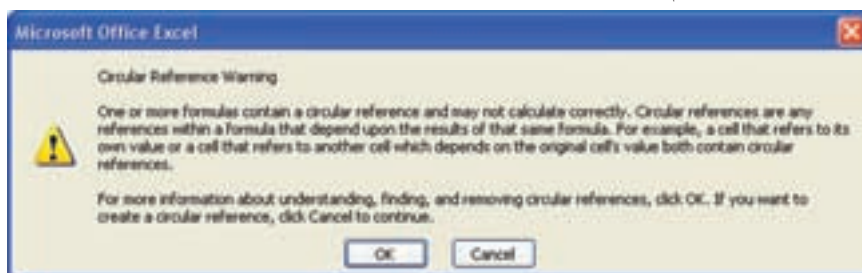 Microsoft Office Excel
Circular Reference Warning
One or more formulas contain a circular reference and may not calculate correctly. Circular references are any
references within a formula that depend upon the results of that same formula. For example, a cell that refers to its
own value or a cell that refers to another cell which depends on the original cell's value both contain circular
references.
For more information about understanding, finding, and removing circular references, click OK. If you want to
create a circular reference, click Cancel to continue.
OK
Cancel